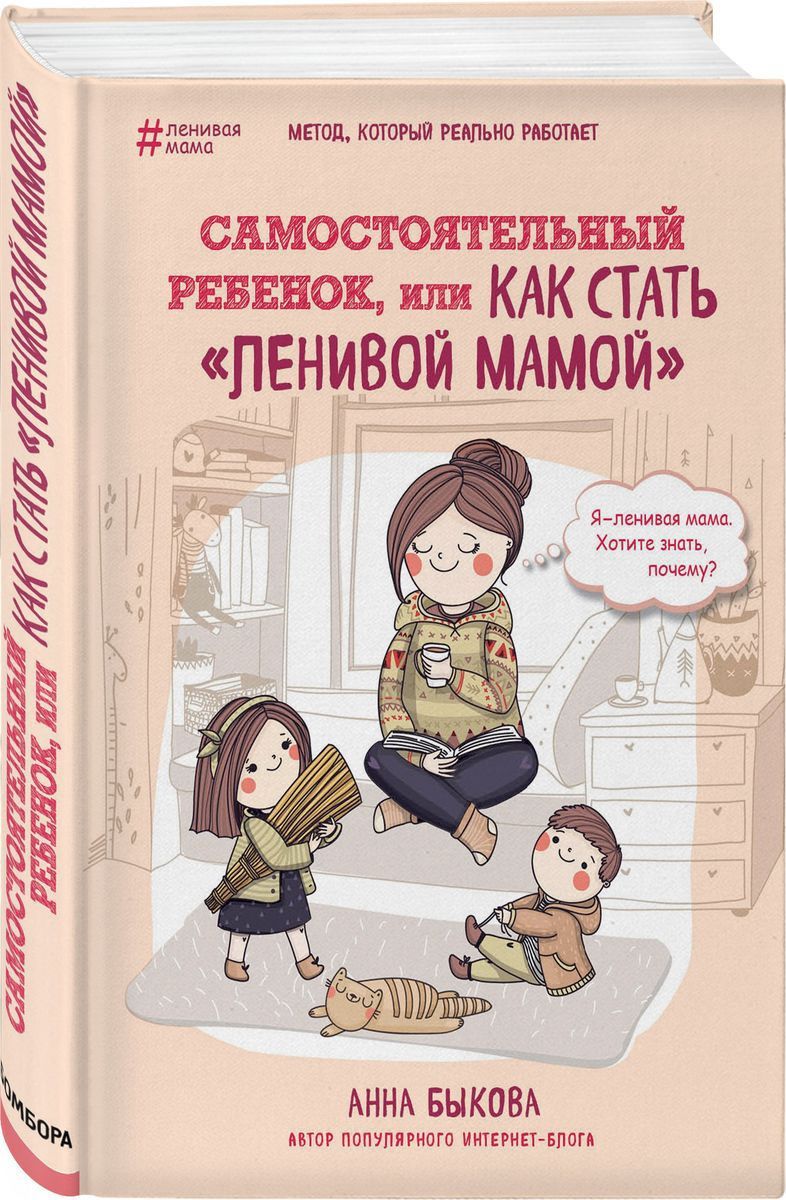 #ленивая
мама
МЕТОД, КОТОРЫЙ РЕАЛЬНО РАБОТАЕТ
САМОСТОЯТЕЛЬНЫЙ
РЕБЕНОК, ИЛИ КАК СТАТЬ
«ЛЕНИВОЙ МАМОЙ»
Я–ленивая мама.
Хотите знать,
почему?
АННА БЫКОВА
АВТОР ПОПУЛЯРНОГО ИНТЕРНЕТ–БЛОГА
САМОСТОЯТЕЛЬНЫЙ
РЕБЕНОК, ИЛИ КАК СТАТЬ «ЛЕНИВОЙ МАМОЙ»
БОМБОРА